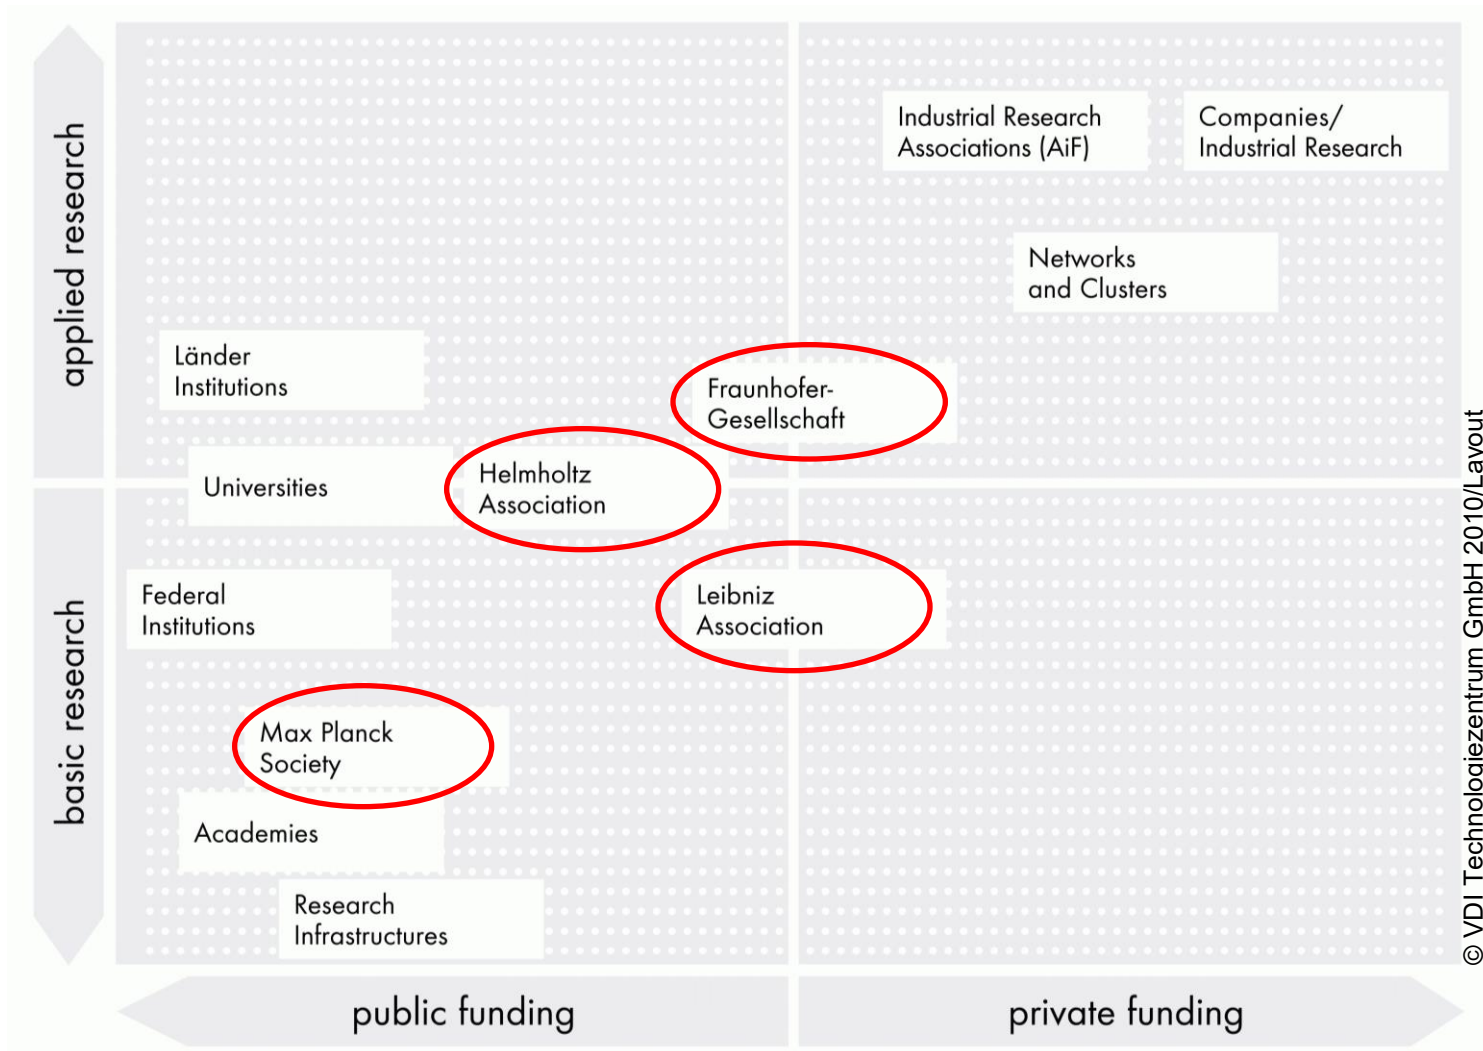 applied research
Industrial Research
Associations (AiF)
Companies/
Industrial Research
Networks
and Clusters
Länder
Institutions
Fraunhofer-
Gesellschaft
Universities
Helmholtz
Association
basic research
Federal
Institutions
Leibniz
Association
Max Planck
Society
Academies
Research
Infrastructures
public funding
private funding
© VDI Technologiezentrum GmbH 2010/Layout